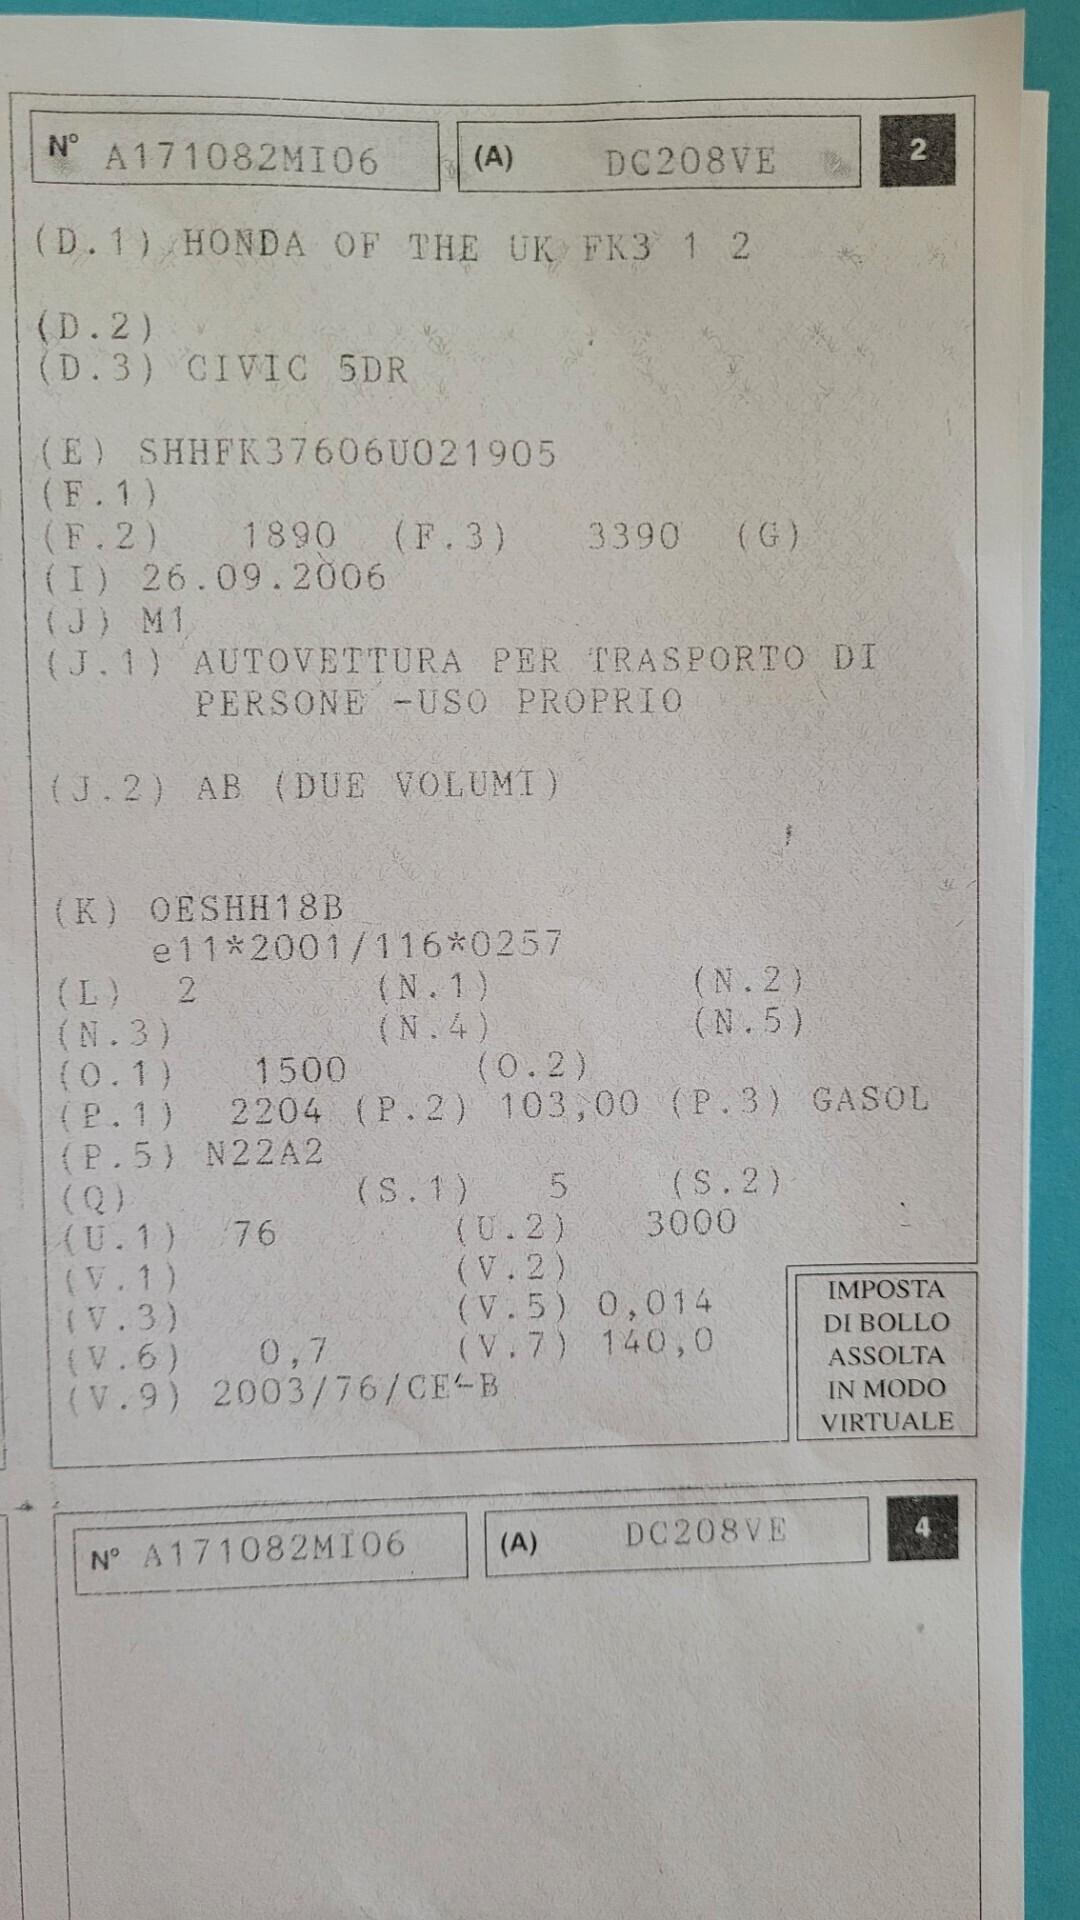 N° A171082MI06 (A) DC208VE 2
(D.1) HONDA OF THE UK FK3 1 2
(D.2)
(D.3) CIVIC 5DR
(E) SHHFK37606U021905
(F.1)
(F.2) 1890 (F.3) 3390 (G)
(I) 26.09.2006
(J) M1
(J.1) AUTOVETTURA PER TRASPORTO DI
PERSONE -USO PROPRIO
(J.2) AB (DUE VOLUMI)
(K) OESHH18B
e11*2001/116*0257
(L) 2 (N.1) (N.2)
(N.3) (N.4) (N.5)
(O.1) 1500 (O.2)
(P.1) 2204 (P.2) 103,00 (P.3) GASOL
(P.5) N22A2
(Q) (S.1) 5 (S.2)
(U.1) 76 (U.2) 3000
(V.1) (V.2)
(V.3) (V.5) 0,014
(V.6) 0,7 (V.7) 140,0
(V.9) 2003/76/CE-B
IMPOSTA
DI BOLLO
ASSOLTA
IN MODO
VIRTUALE
N° A171082MI06 (A) DC208VE 4